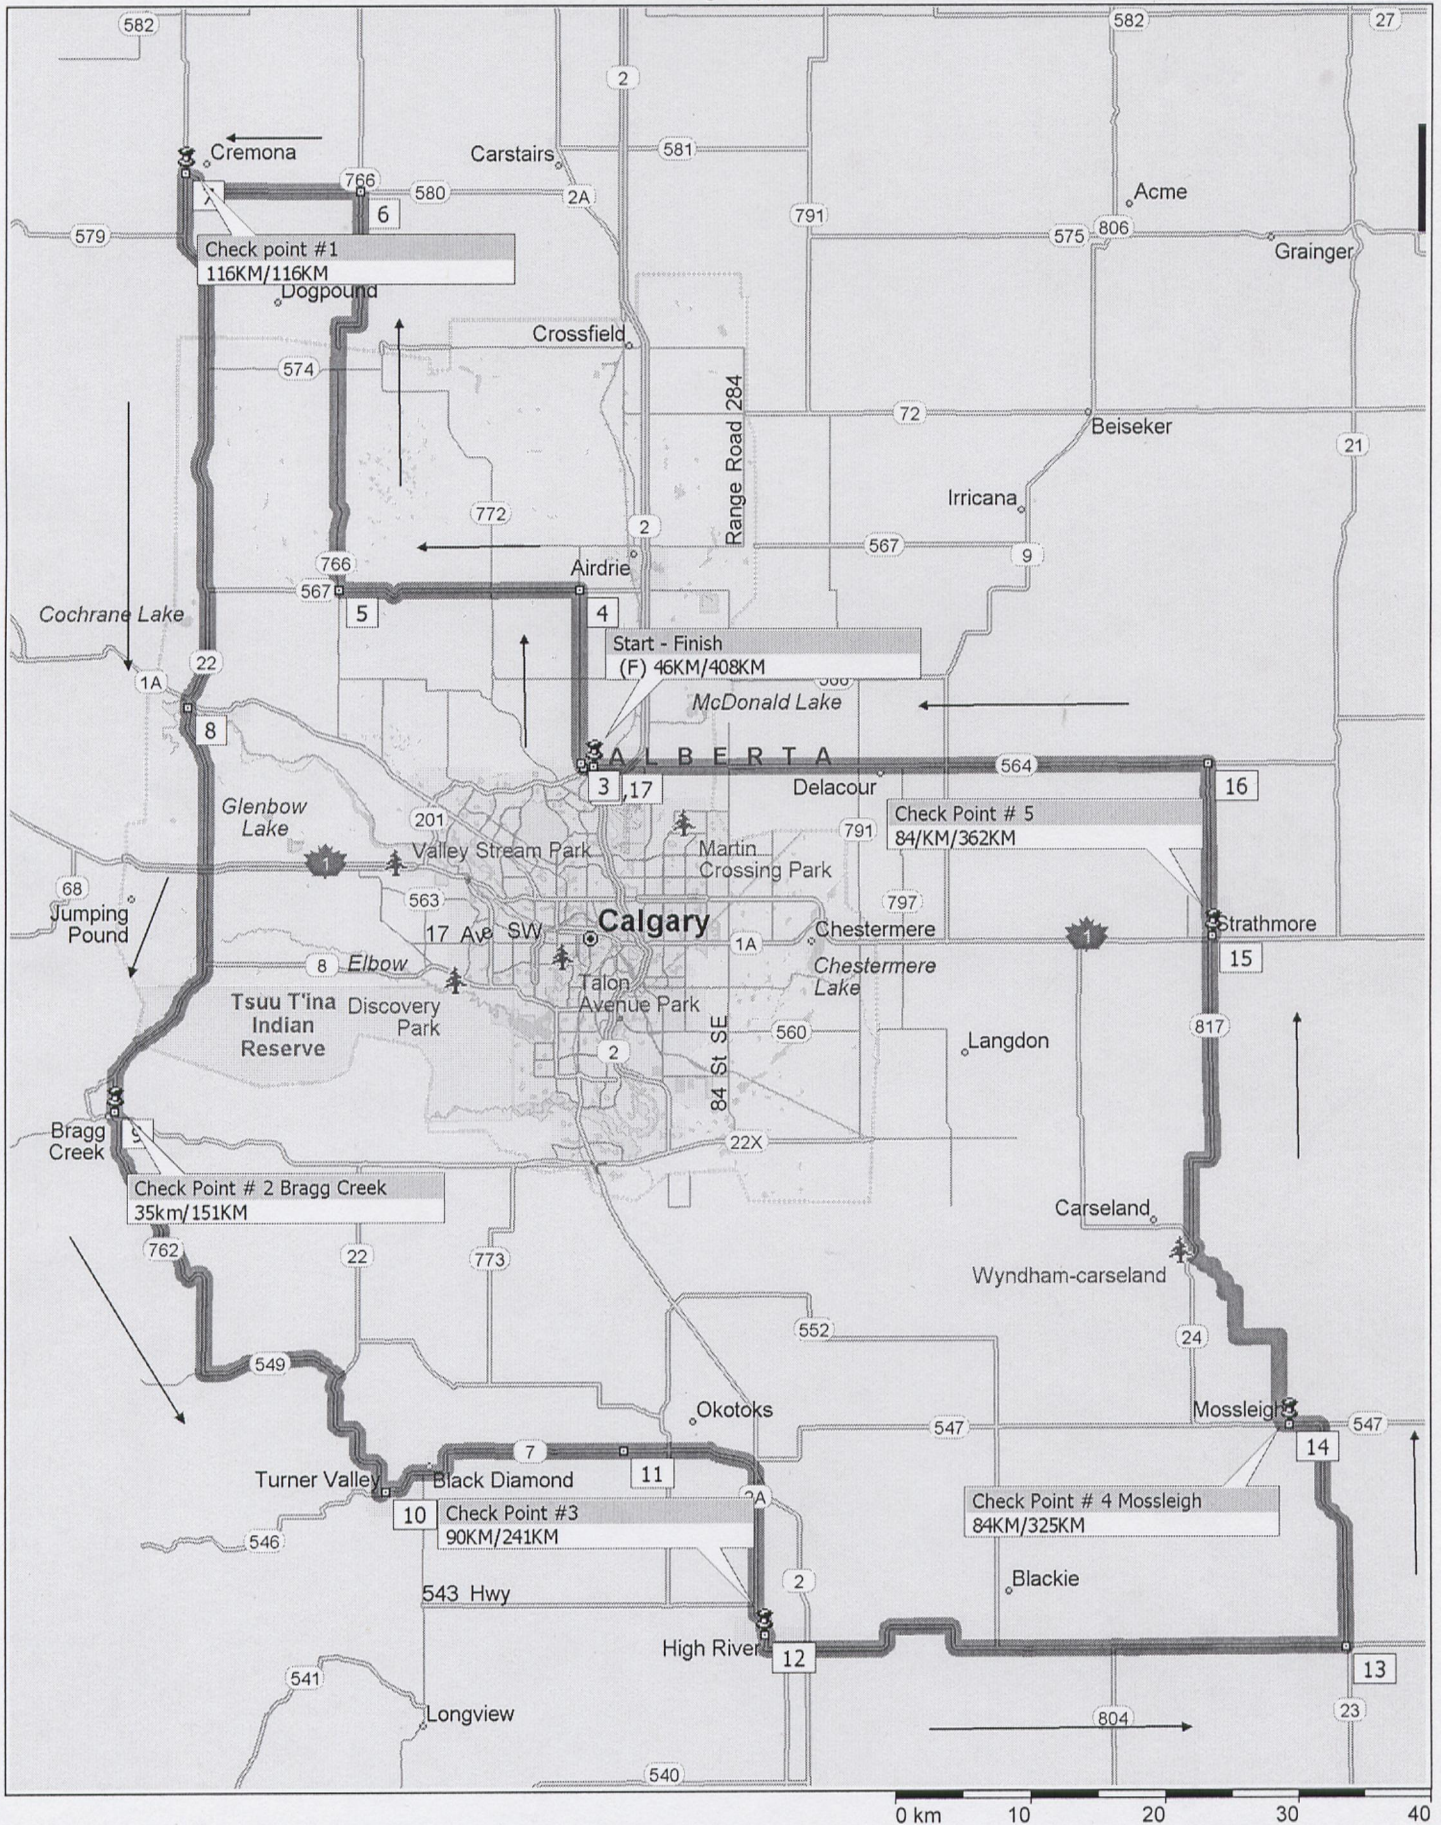 582
2
582
27
Cremona
Carstairs
581
766
580
2A
7
6
791
Acme
806
575
579
Grainger
Check point #1
116KM/116KM
Dogpound
Crossfield
574
Range Road 284
72
Beiseker
21
772
Irricana
2
567
9
766
Airdrie
567
5
4
Cochrane Lake
Start - Finish
(F) 46KM/408KM
22
1A
566
McDonald Lake
8
ALBERTA
564
3
,17
Delacour
16
Glenbow
Lake
201
Check Point # 5
84/KM/362KM
791
1
Valley Stream Park
Martin
Crossing Park
68
563
797
Jumping
Pound
17 Ave SW
Calgary
Chestermere
1
Strathmore
1A
15
8
Elbow
Chestermere
Lake
Tsuu T'ina
Indian
Reserve
Discovery
Park
Talon
Avenue Park
84 St SE
560
817
Langdon
2
Bragg
Creek
9
22X
Check Point # 2 Bragg Creek
35km/151KM
Carseland
762
22
773
Wyndham-carseland
552
24
549
Okotoks
Mossleigh
547
547
7
14
Turner Valley
Black Diamond
11
2A
10
Check Point #3
90KM/241KM
Check Point # 4 Mossleigh
84KM/325KM
546
2
Blackie
543 Hwy
High River
12
13
541
Longview
804
23
540
0 km
10
20
30
40